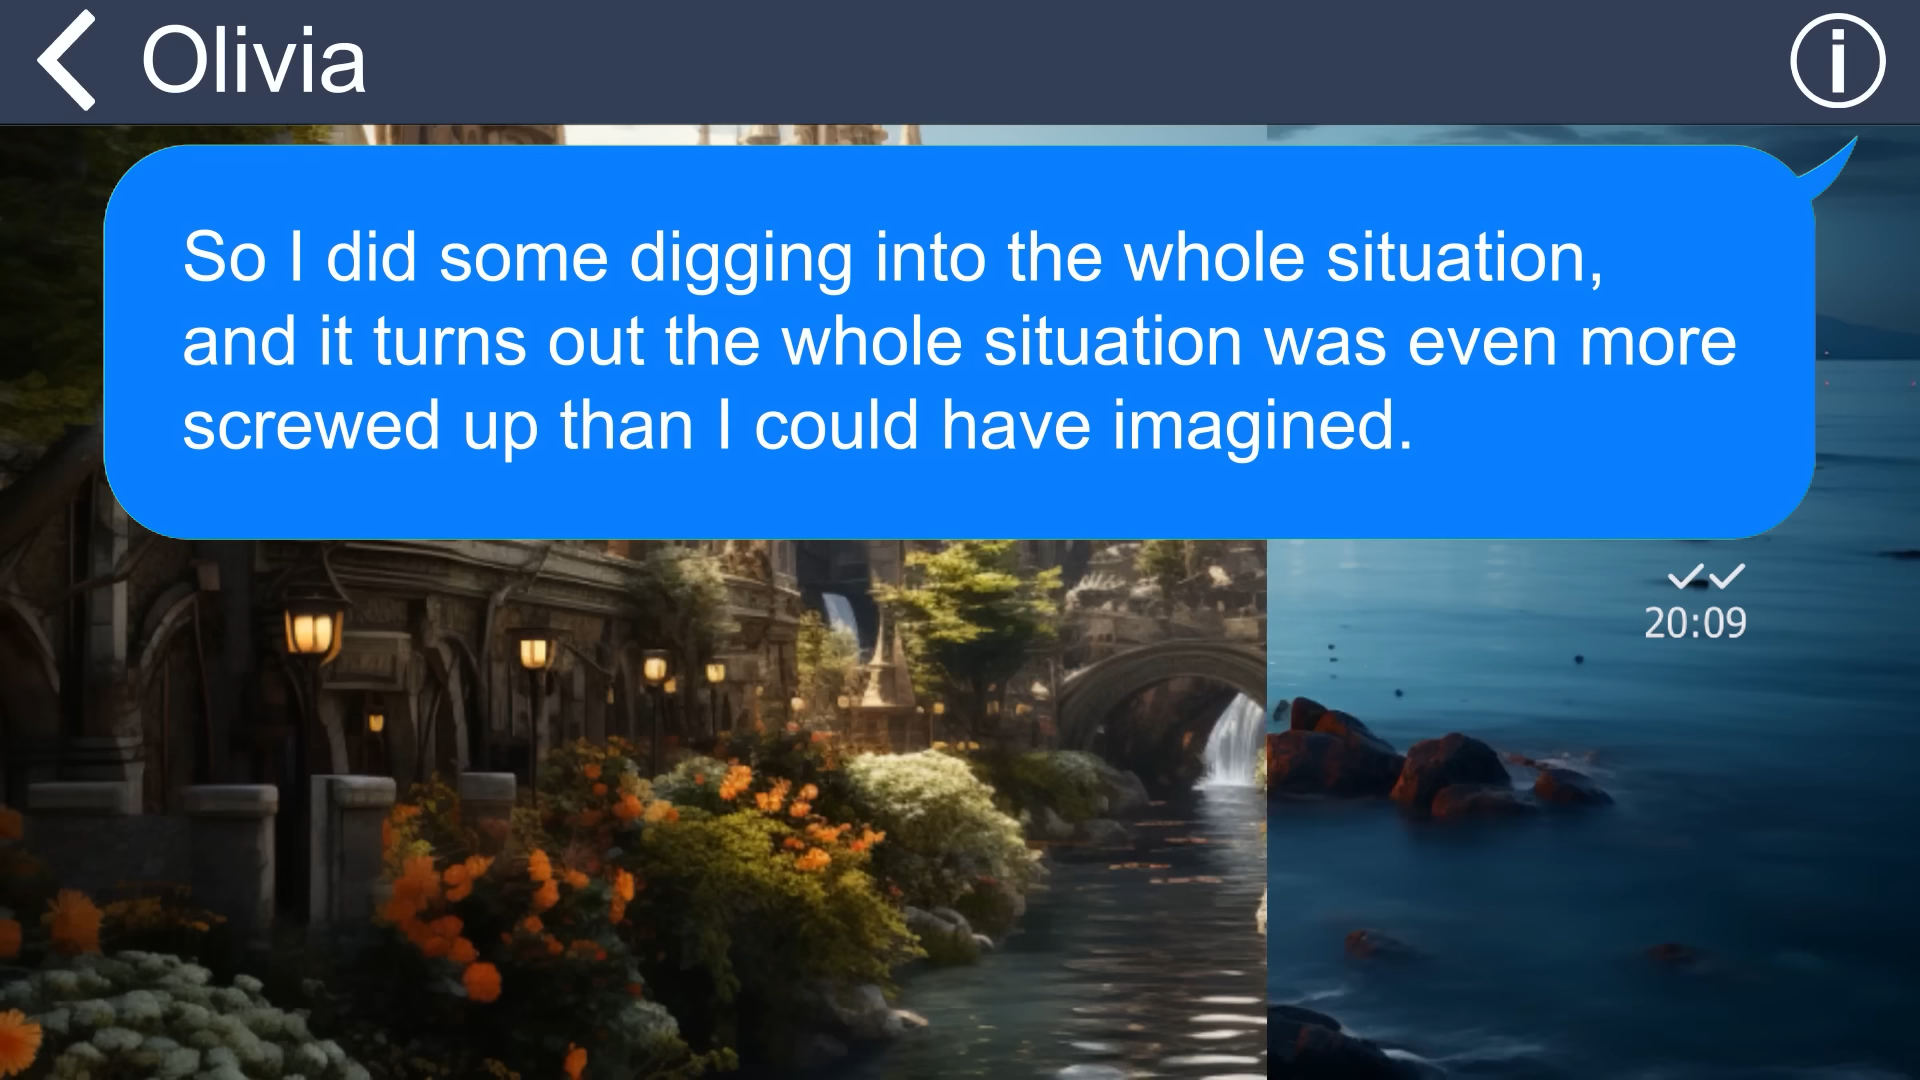 Olivia
So I did some digging into the whole situation,
and it turns out the whole situation was even more
screwed up than I could have imagined.
20:09